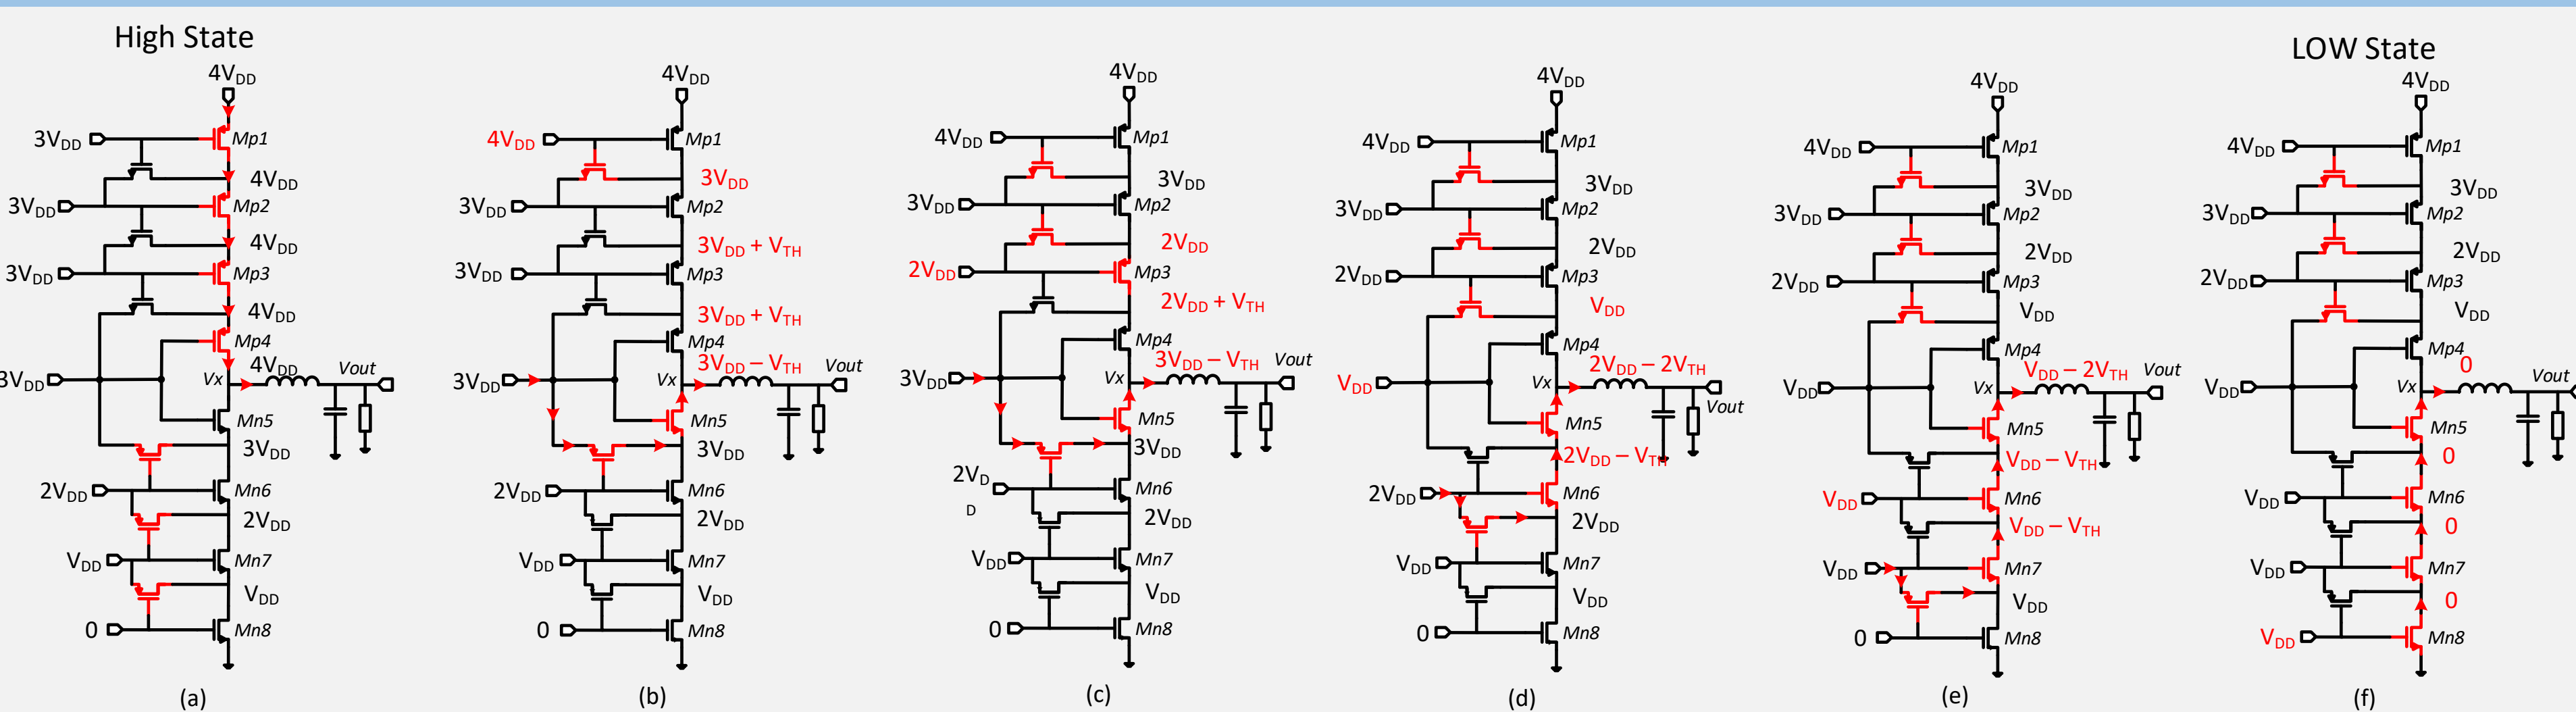 High State
4VDD
3VDD
Mp1
4VDD
3VDD
Mp2
4VDD
3VDD
Mp3
4VDD
Mp4
4VDD
Vout
3VDD
Vx
Mn5
3VDD
2VDD
Mn6
2VDD
VDD
Mn7
VDD
0
Mn8
(a)
4VDD
4VDD
Mp1
3VDD
3VDD
Mp2
3VDD + VTH
3VDD
Mp3
3VDD + VTH
Mp4
3VDD – VTH
Vout
3VDD
Vx
Mn5
3VDD
2VDD
Mn6
2VDD
VDD
Mn7
VDD
0
Mn8
(b)
4VDD
4VDD
Mp1
3VDD
3VDD
Mp2
2VDD
2VDD
Mp3
2VDD + VTH
Mp4
3VDD – VTH
Vout
3VDD
Vx
Mn5
3VDD
2VD
D
Mn6
2VDD
VDD
Mn7
VDD
0
Mn8
(c)
4VDD
4VDD
Mp1
3VDD
3VDD
Mp2
2VDD
2VDD
Mp3
VDD
Mp4
2VDD – 2VTH
VDD
Vx
Vout
Mn5
2VDD – VTH
2VDD
Mn6
2VDD
VDD
Mn7
VDD
0
Mn8
(d)
4VDD
4VDD
Mp1
3VDD
3VDD
Mp2
2VDD
2VDD
Mp3
VDD
Mp4
VDD – 2VTH
Vout
VDD
Vx
Mn5
VDD – VTH
VDD
Mn6
VDD – VTH
VDD
Mn7
VDD
0
Mn8
(e)
LOW State
4VDD
4VDD
Mp1
3VDD
3VDD
Mp2
2VDD
2VDD
Mp3
VDD
Mp4
0
Vout
VDD
Vx
Mn5
0
VDD
Mn6
0
VDD
Mn7
0
VDD
Mn8
(f)